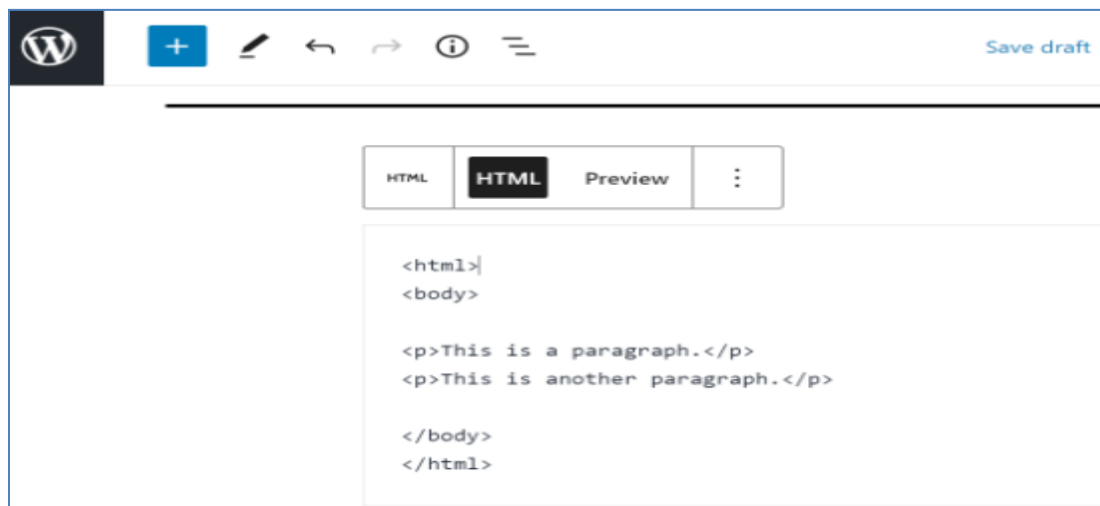 Save draft
HTML HTML Preview
<html>
<body>
<p>This is a paragraph.</p>
<p>This is another paragraph.</p>
</body>
</html>